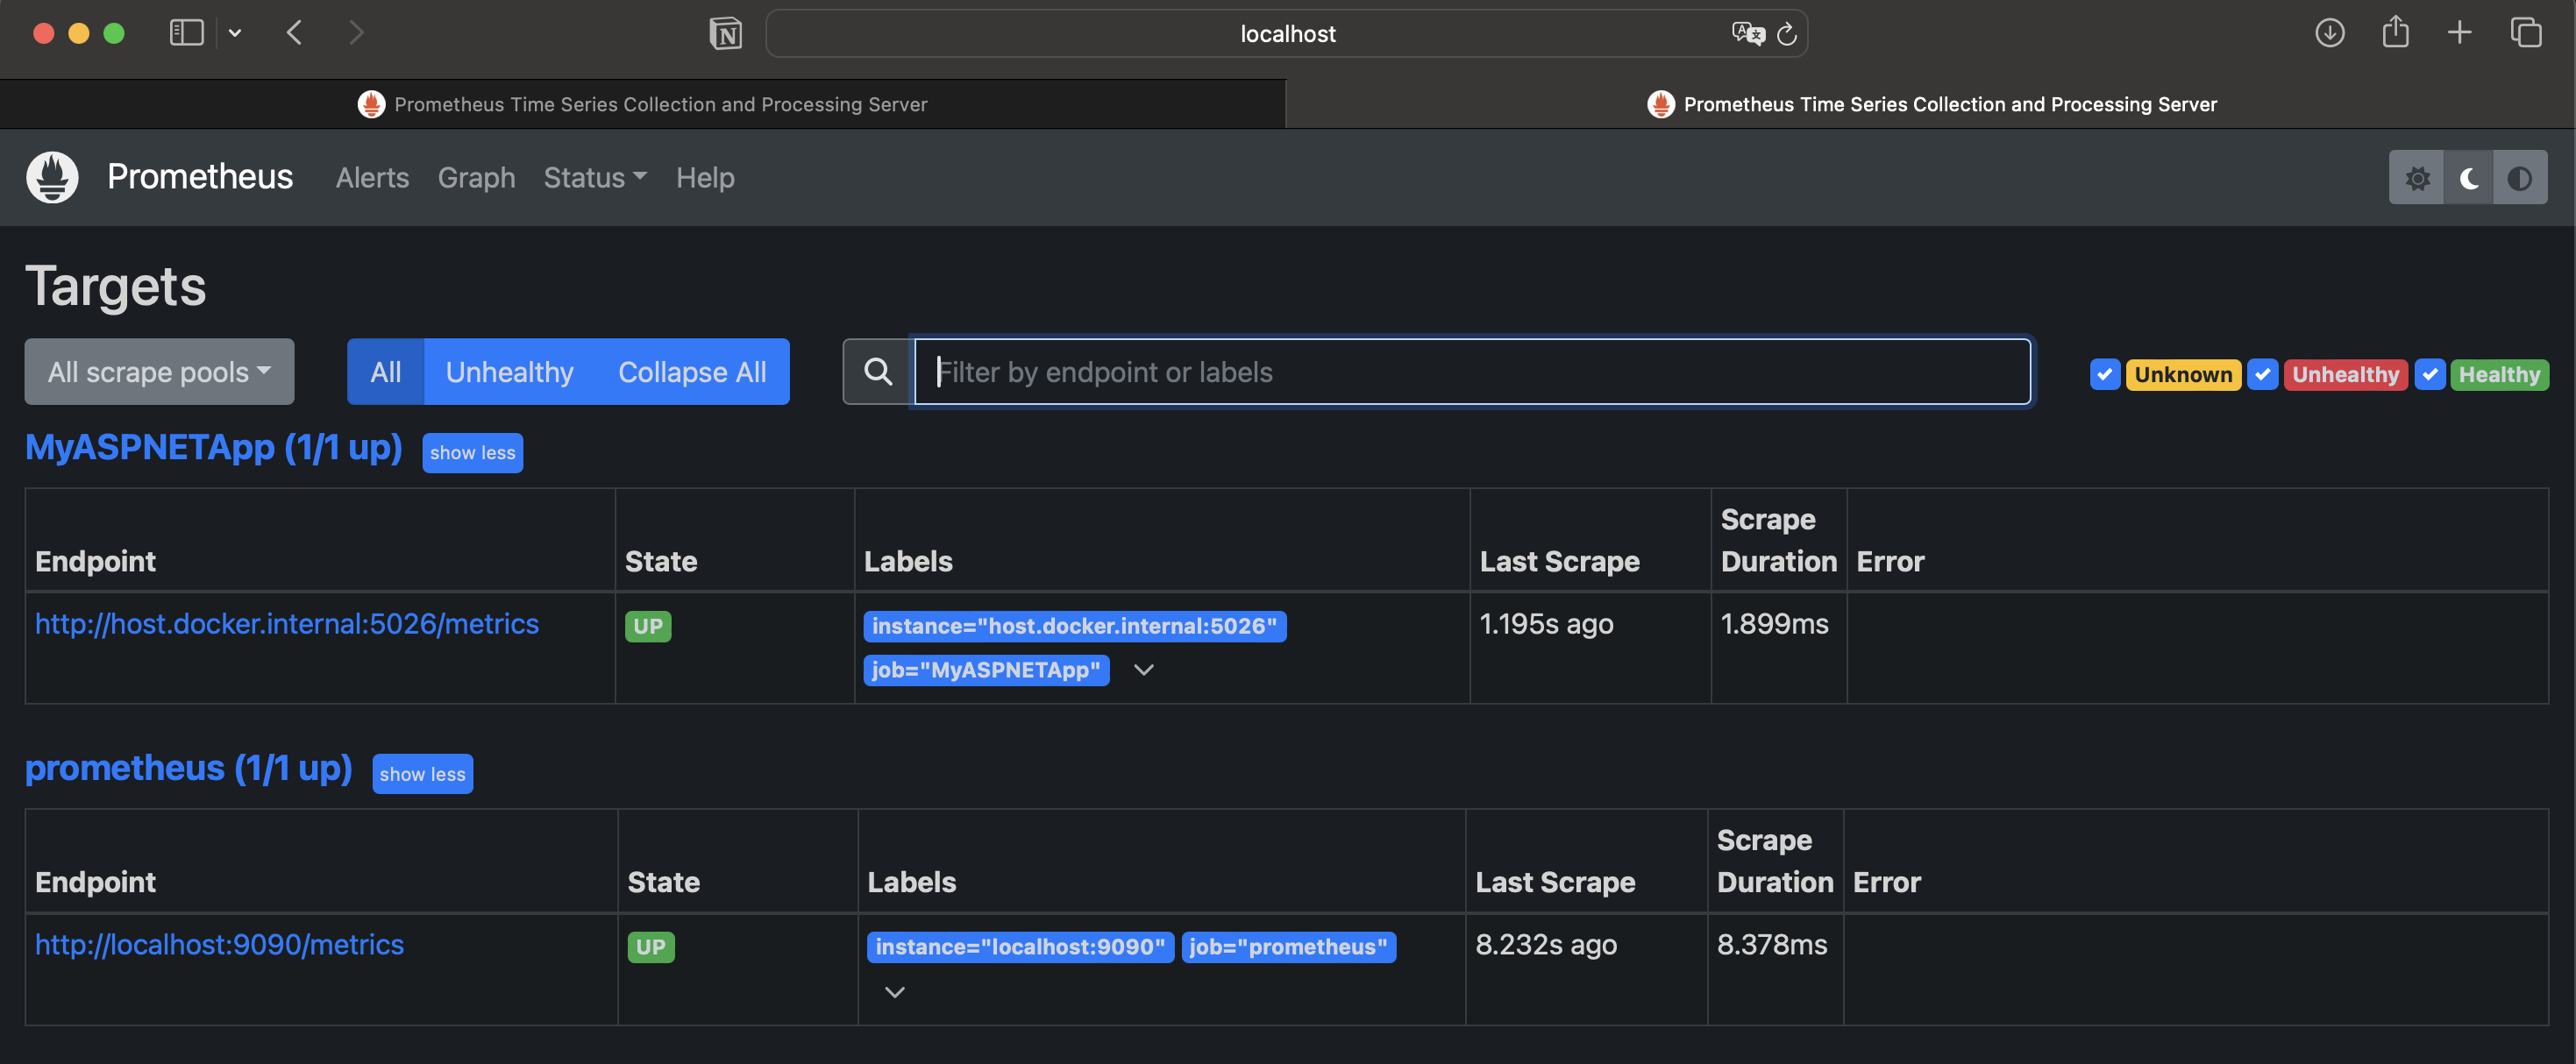 localhost
Prometheus Time Series Collection and Processing Server
Prometheus Time Series Collection and Processing Server
Prometheus Alerts Graph Status Help
Targets
All scrape pools All Unhealthy Collapse All Filter by endpoint or labels Unknown Unhealthy Healthy
MyASPNETApp (1/1 up) show less
Endpoint State Labels Last Scrape Scrape Duration Error
http://host.docker.internal:5026/metrics UP instance="host.docker.internal:5026" 1.195s ago 1.899ms
job="MyASPNETApp"
prometheus (1/1 up) show less
Endpoint State Labels Last Scrape Scrape Duration Error
http://localhost:9090/metrics UP instance="localhost:9090" job="prometheus" 8.232s ago 8.378ms